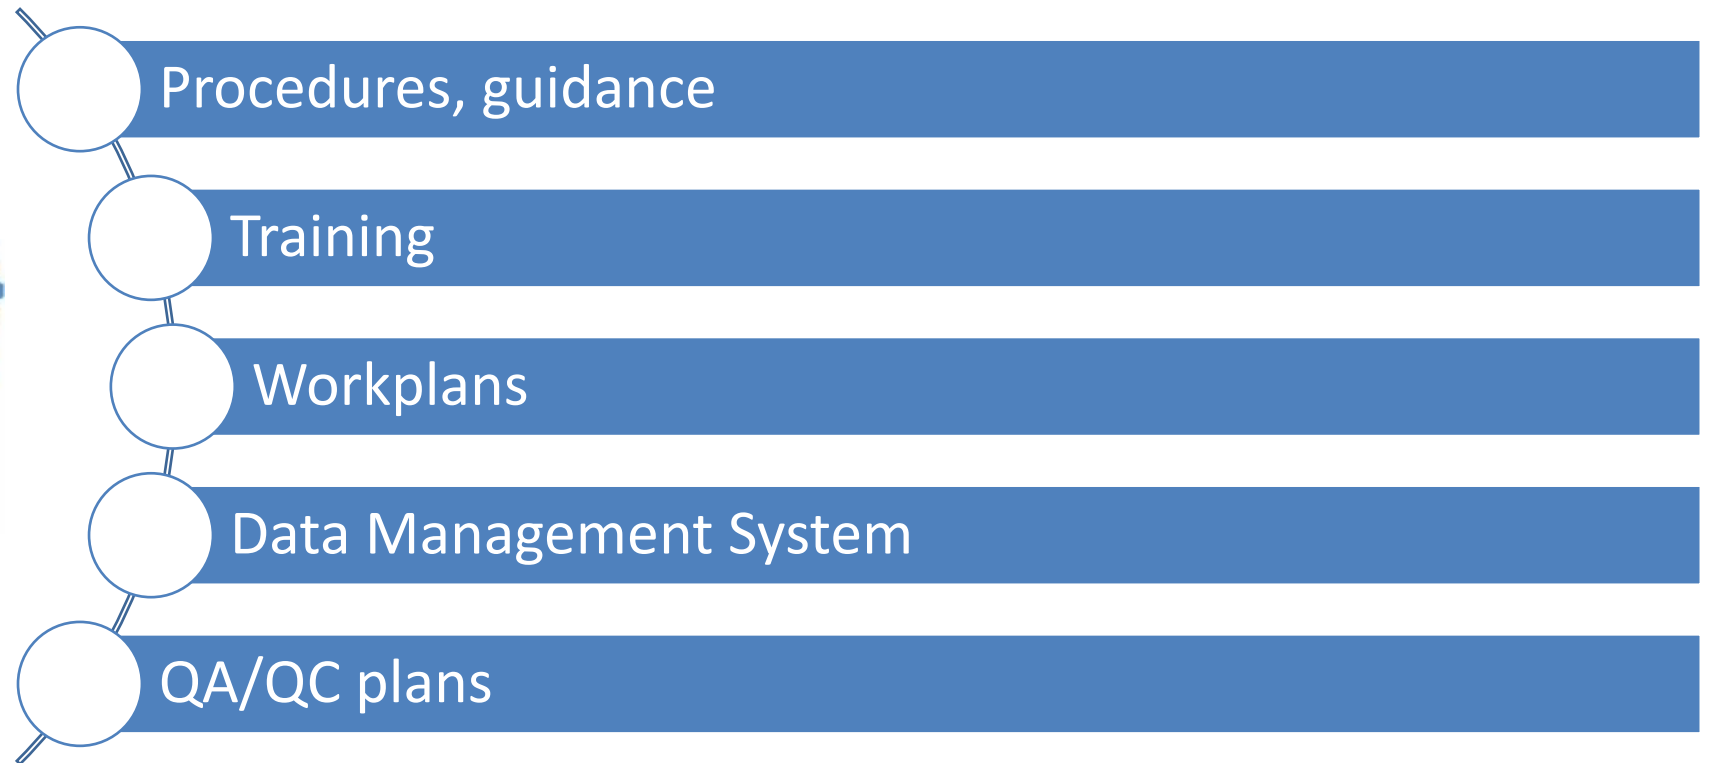 Procedures, guidance
Training
Workplans
Data Management System
QA/QC plans